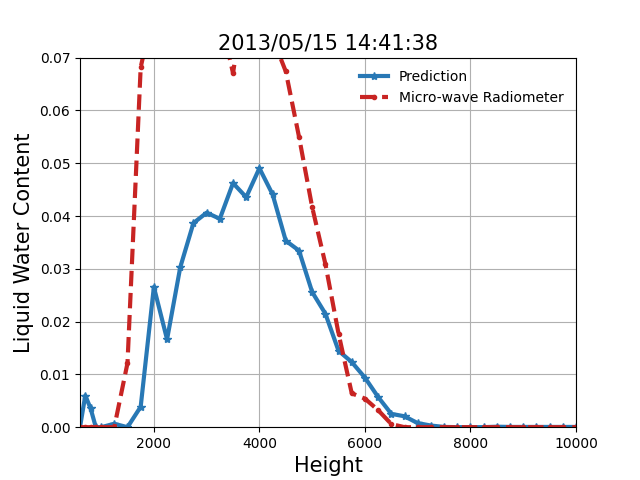 2013/05/15 14:41:38
0.07
0.06
0.05
0.04
0.03
0.02
0.01
0.00
Liquid Water Content
Prediction
Micro-wave Radiometer
2000 4000 6000 8000 10000
Height